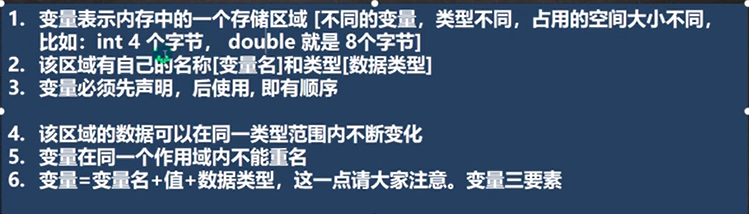 1. 变量表示内存中的一个存储区域 [不同的变量，类型不同，占用的空间大小不同，
比如：int 4 个字节， double 就是 8个字节]
2. 该区域有自己的名称[变量名]和类型[数据类型]
3. 变量必须先声明，后使用, 即有顺序
4. 该区域的数据可以在同一类型范围内不断变化
5. 变量在同一个作用域内不能重名
6. 变量=变量名+值+数据类型，这一点请大家注意。变量三要素